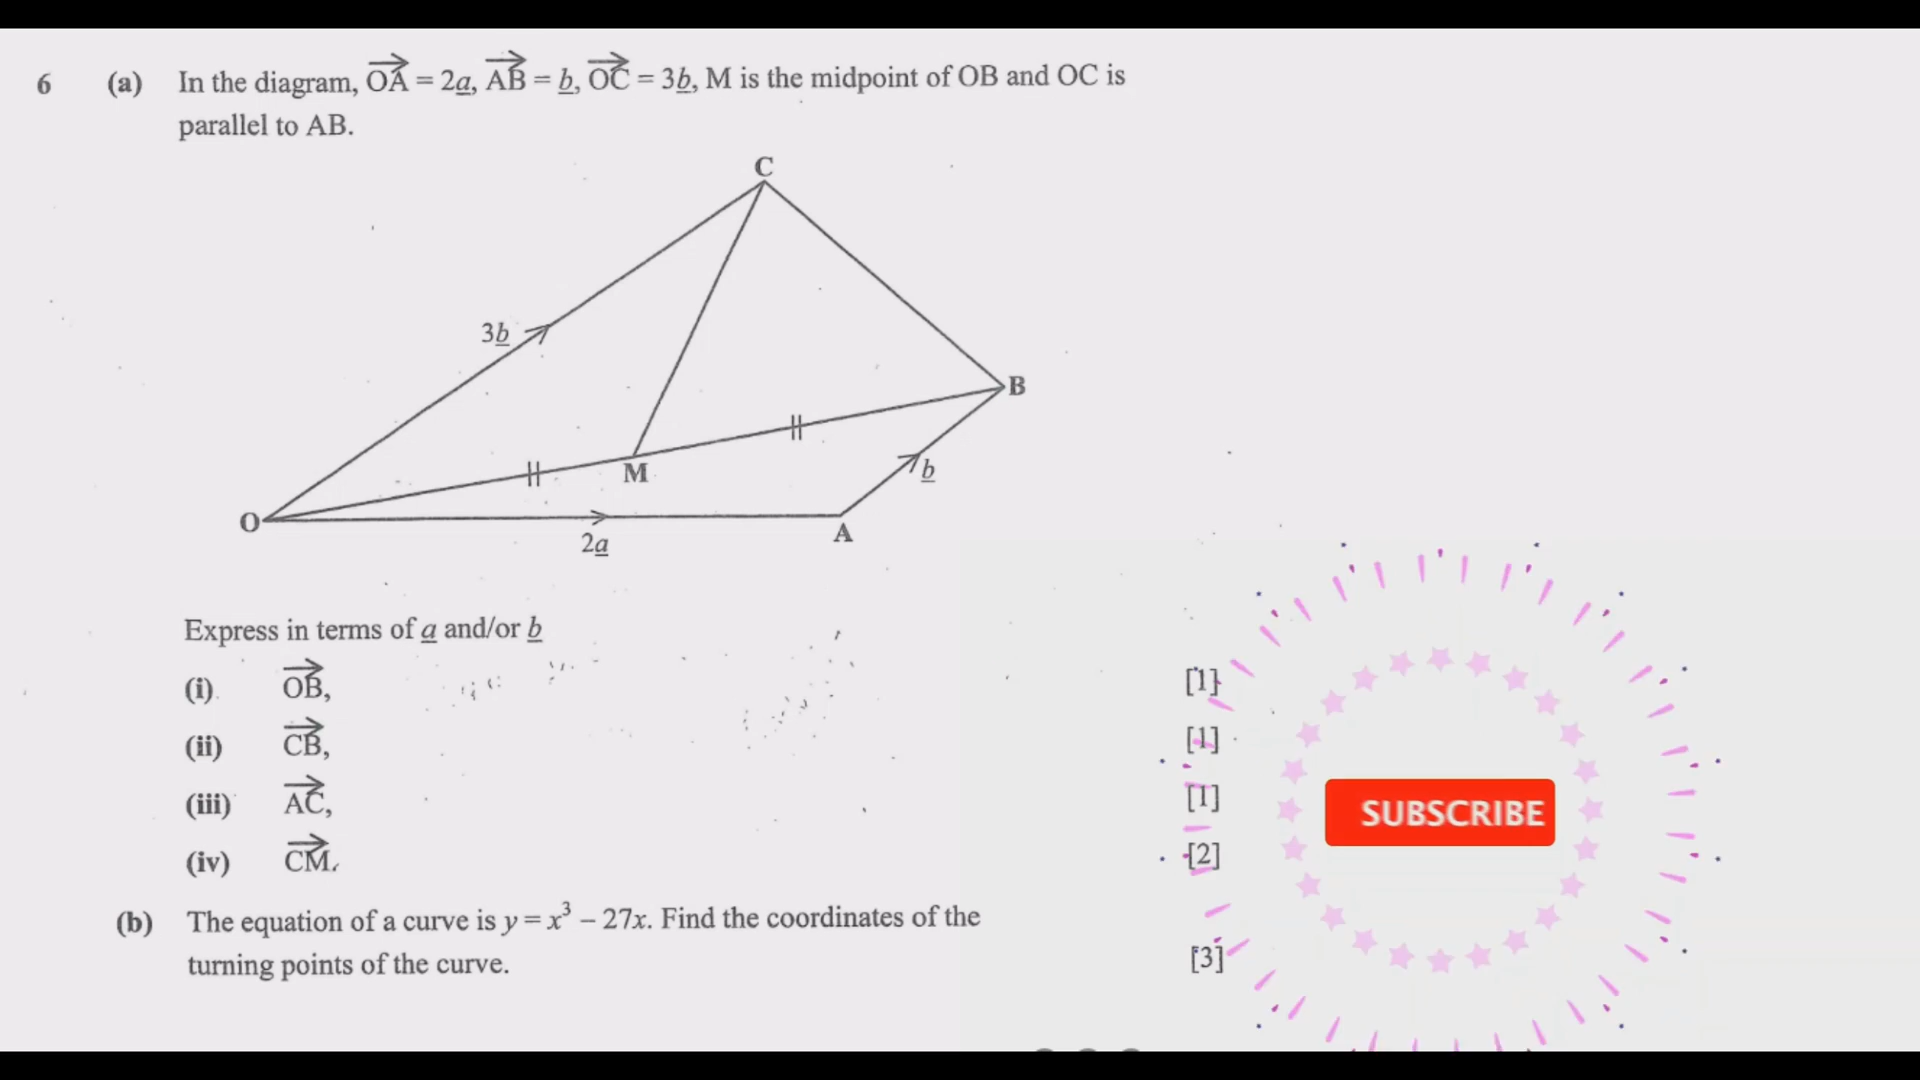 6 (a) In the diagram, OA = 2a, AB = b, OC = 3b, M is the midpoint of OB and OC is
parallel to AB.
C
3b
B
M
b
O
A
2a
Express in terms of a and/or b
(i) OB, [1]
(ii) CB, [1]
(iii) AC, [1]
(iv) CM. [2]
SUBSCRIBE
(b) The equation of a curve is y = x³ – 27x. Find the coordinates of the
turning points of the curve. [3]